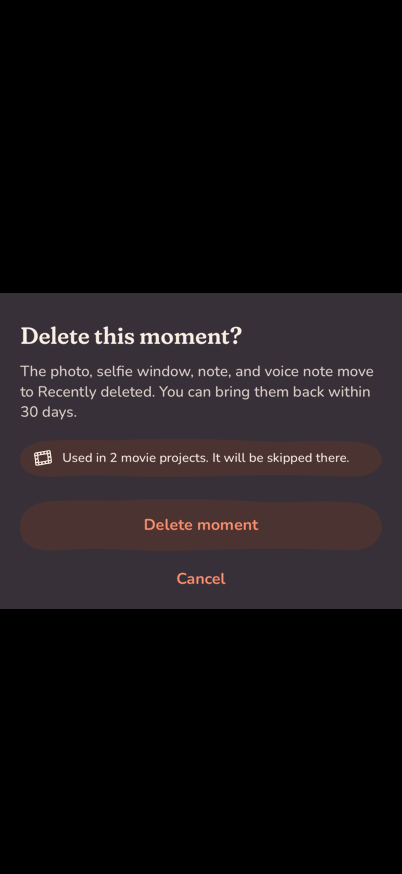 Delete this moment?
The photo, selfie window, note, and voice note move
to Recently deleted. You can bring them back within
30 days.
Used in 2 movie projects. It will be skipped there.
Delete moment
Cancel